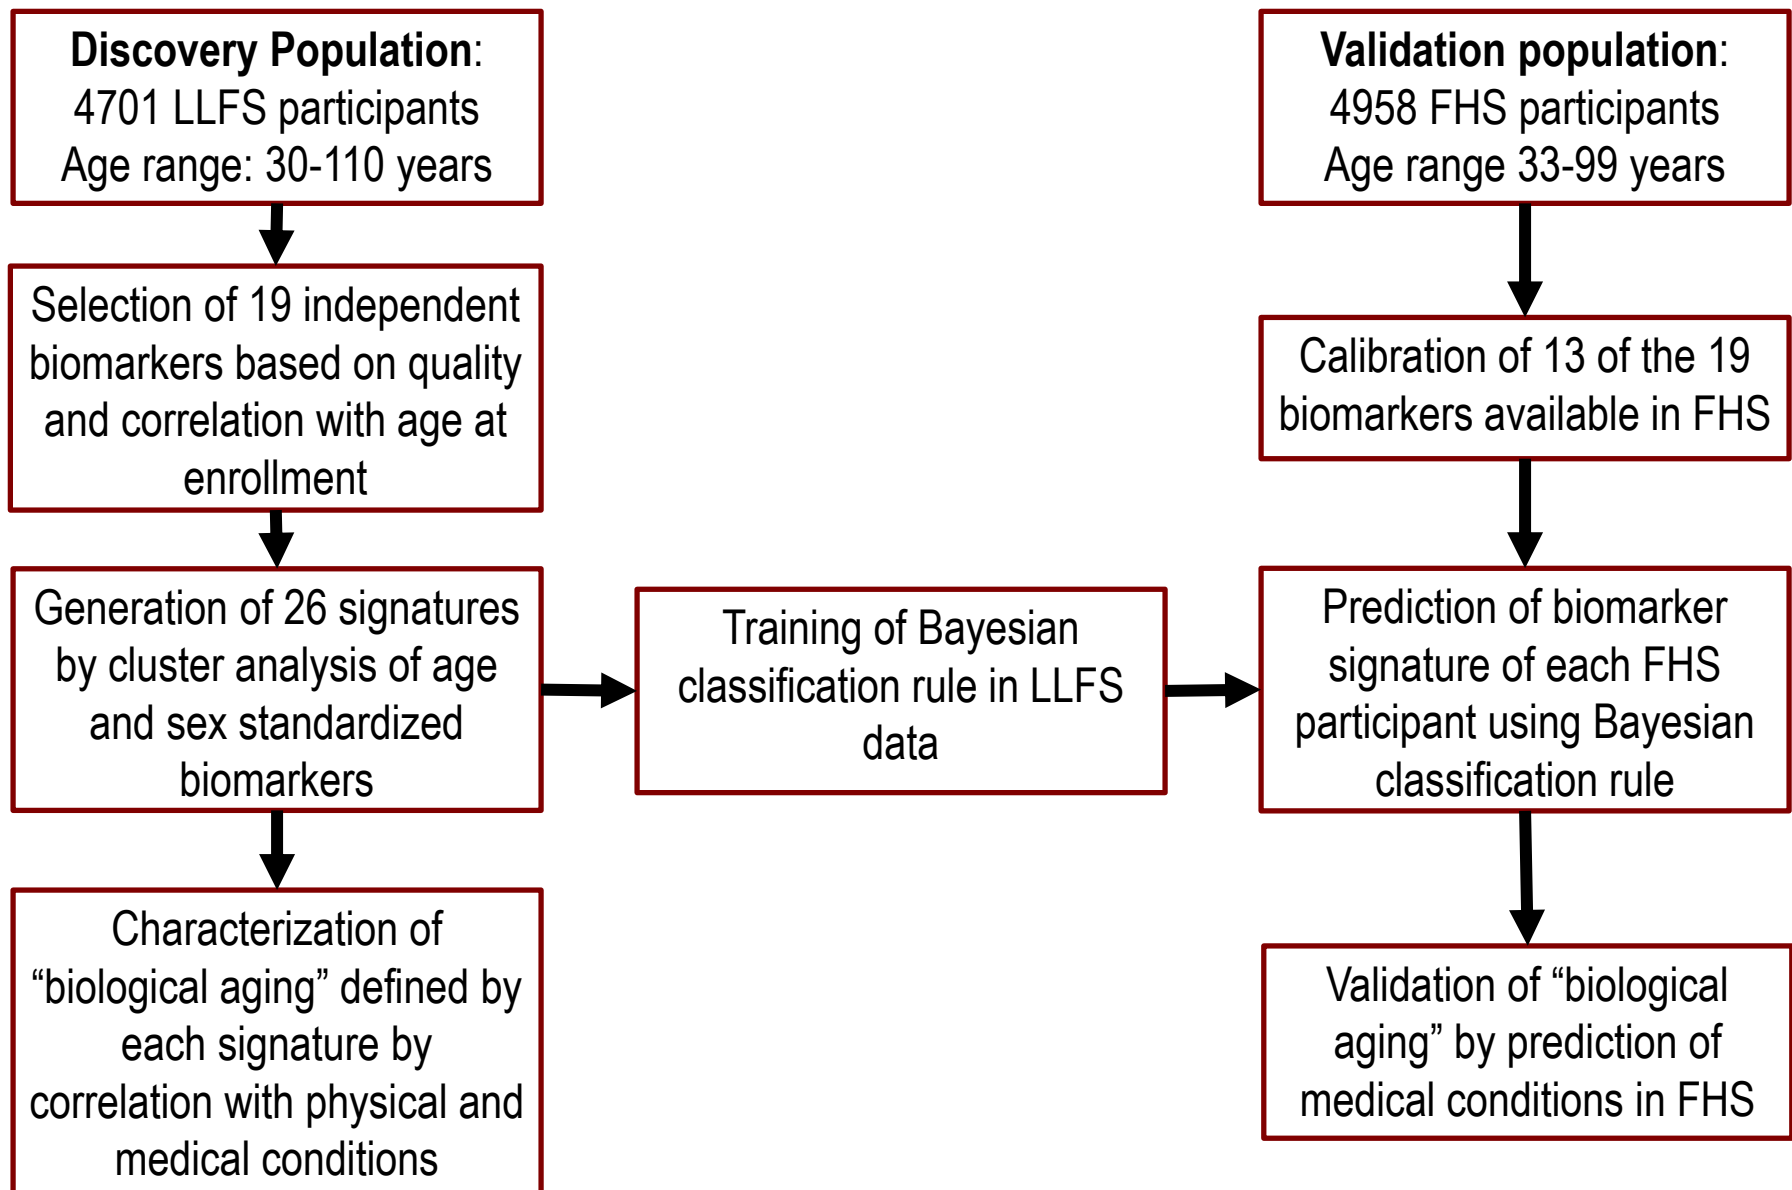 Discovery Population:
4701 LLFS participants
Age range: 30-110 years
Selection of 19 independent
biomarkers based on quality
and correlation with age at
enrollment
Generation of 26 signatures
by cluster analysis of age
and sex standardized
biomarkers
Characterization of
“biological aging” defined by
each signature by
correlation with physical and
medical conditions
Training of Bayesian
classification rule in LLFS
data
Validation population:
4958 FHS participants
Age range 33-99 years
Calibration of 13 of the 19
biomarkers available in FHS
Prediction of biomarker
signature of each FHS
participant using Bayesian
classification rule
Validation of “biological
aging” by prediction of
medical conditions in FHS